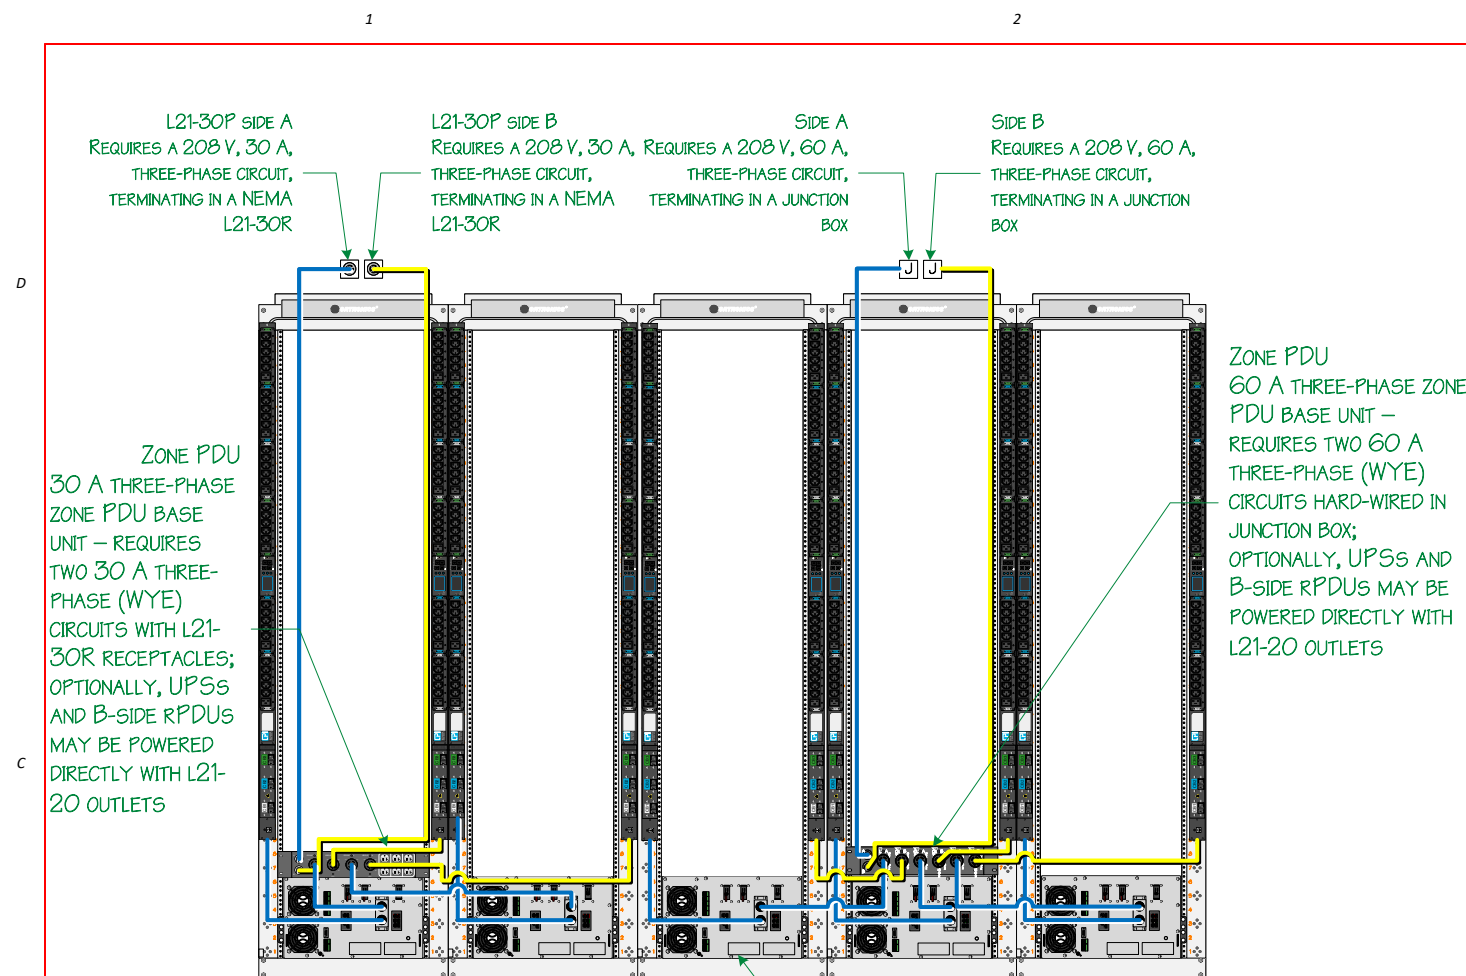 1
2
L21-30P SIDE A
REQUIRES A 208 V, 30 A,
THREE-PHASE CIRCUIT,
TERMINATING IN A NEMA
L21-30R
L21-30P SIDE B
REQUIRES A 208 V, 30 A,
THREE-PHASE CIRCUIT,
TERMINATING IN A NEMA
L21-30R
SIDE A
REQUIRES A 208 V, 60 A,
THREE-PHASE CIRCUIT,
TERMINATING IN A JUNCTION
BOX
SIDE B
REQUIRES A 208 V, 60 A,
THREE-PHASE CIRCUIT,
TERMINATING IN A JUNCTION
BOX
J
J
D
ZONE PDU
30 A THREE-PHASE
ZONE PDU BASE
UNIT – REQUIRES
TWO 30 A THREE-
PHASE (WYE)
CIRCUITS WITH L21-
30R RECEPTACLES;
OPTIONALLY, UPSS
AND B-SIDE RPDUS
MAY BE POWERED
DIRECTLY WITH L21-
20 OUTLETS
ZONE PDU
60 A THREE-PHASE ZONE
PDU BASE UNIT –
REQUIRES TWO 60 A
THREE-PHASE (WYE)
CIRCUITS HARD-WIRED IN
JUNCTION BOX;
OPTIONALLY, UPSS AND
B-SIDE RPDUS MAY BE
POWERED DIRECTLY WITH
L21-20 OUTLETS
C